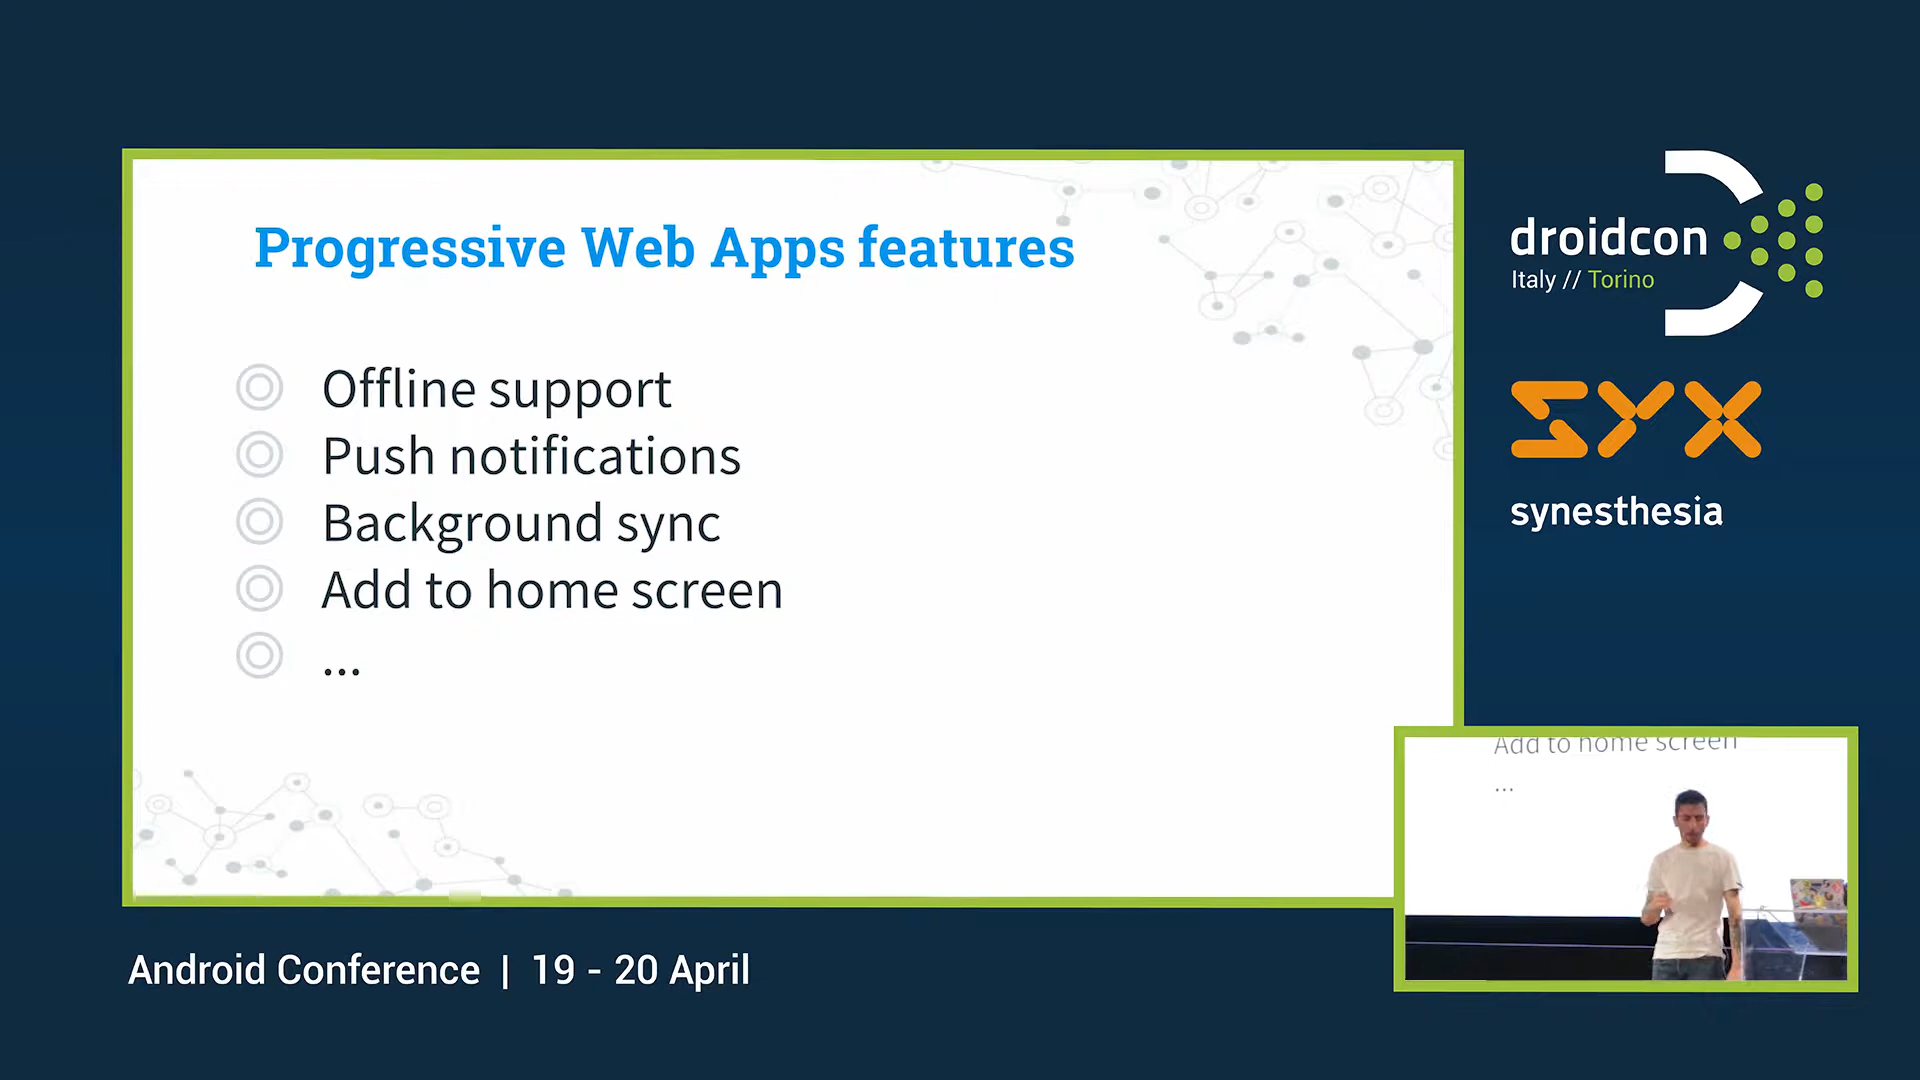 Progressive Web Apps features
Offline support
Push notifications
Background sync
Add to home screen
...
droidcon
Italy // Torino
SYX
synesthesia
Add to home screen
...
Android Conference | 19 - 20 April